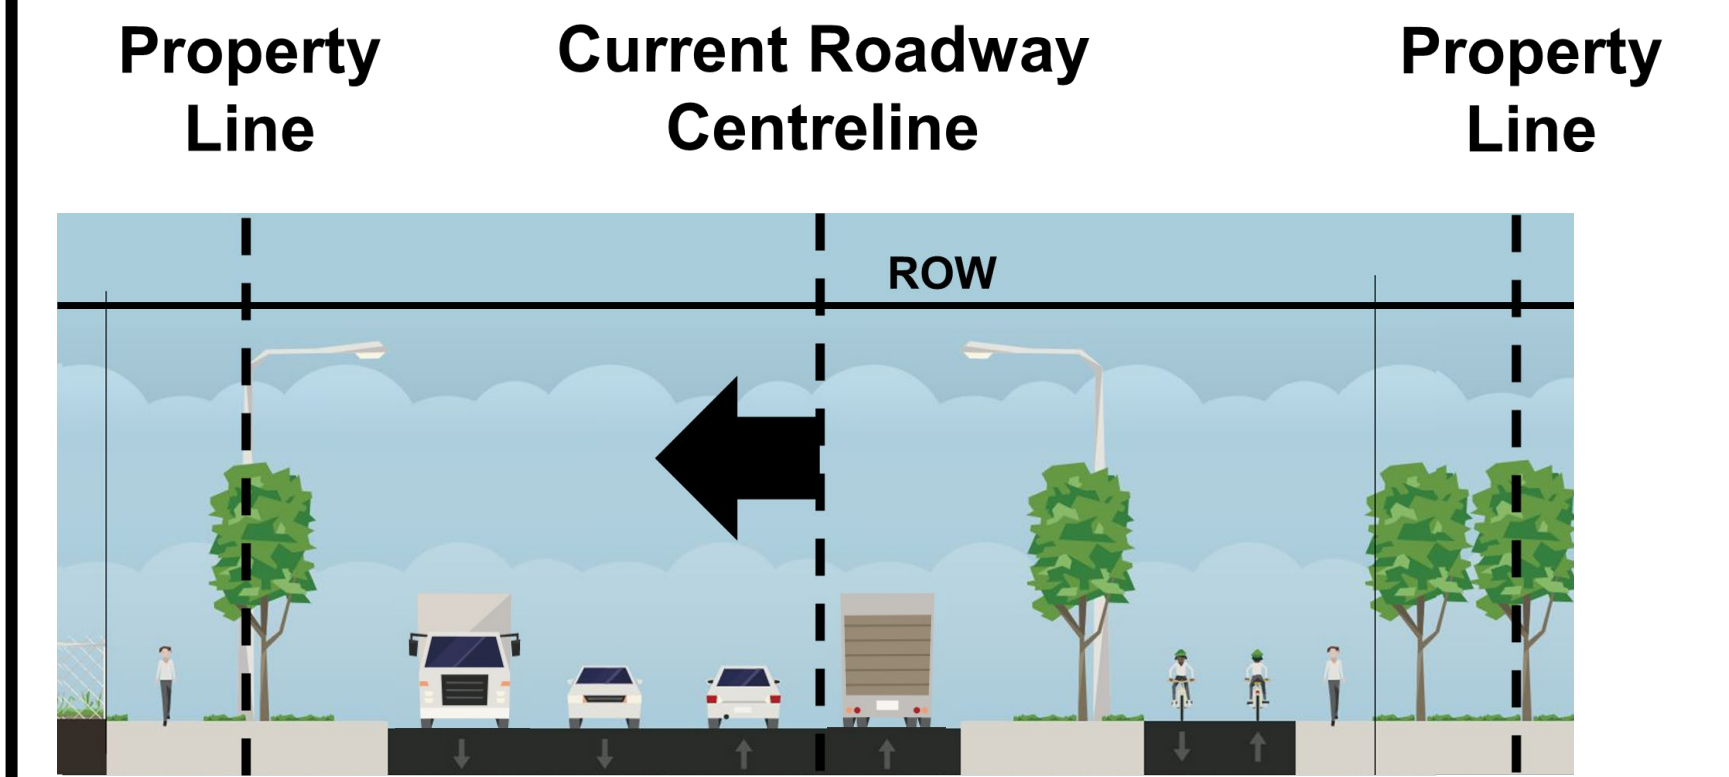 Property
Line
Current Roadway
Centreline
Property
Line
ROW